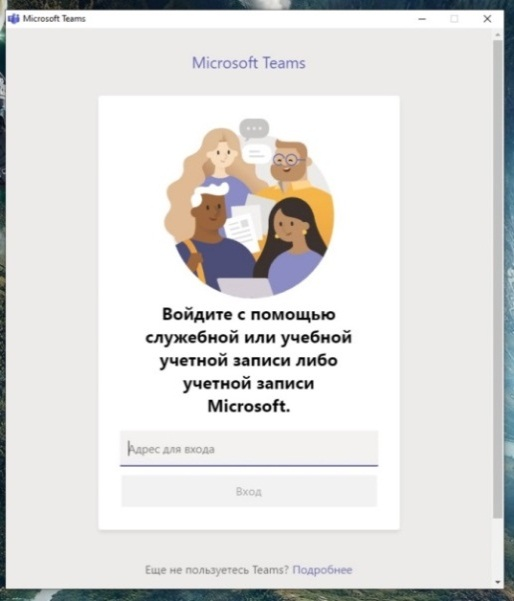 Microsoft Teams
Microsoft Teams
Войдите с помощью
служебной или учебной
учетной записи либо
учетной записи
Microsoft.
Адрес для входа
Вход
Еще не пользуетесь Teams? Подробнее